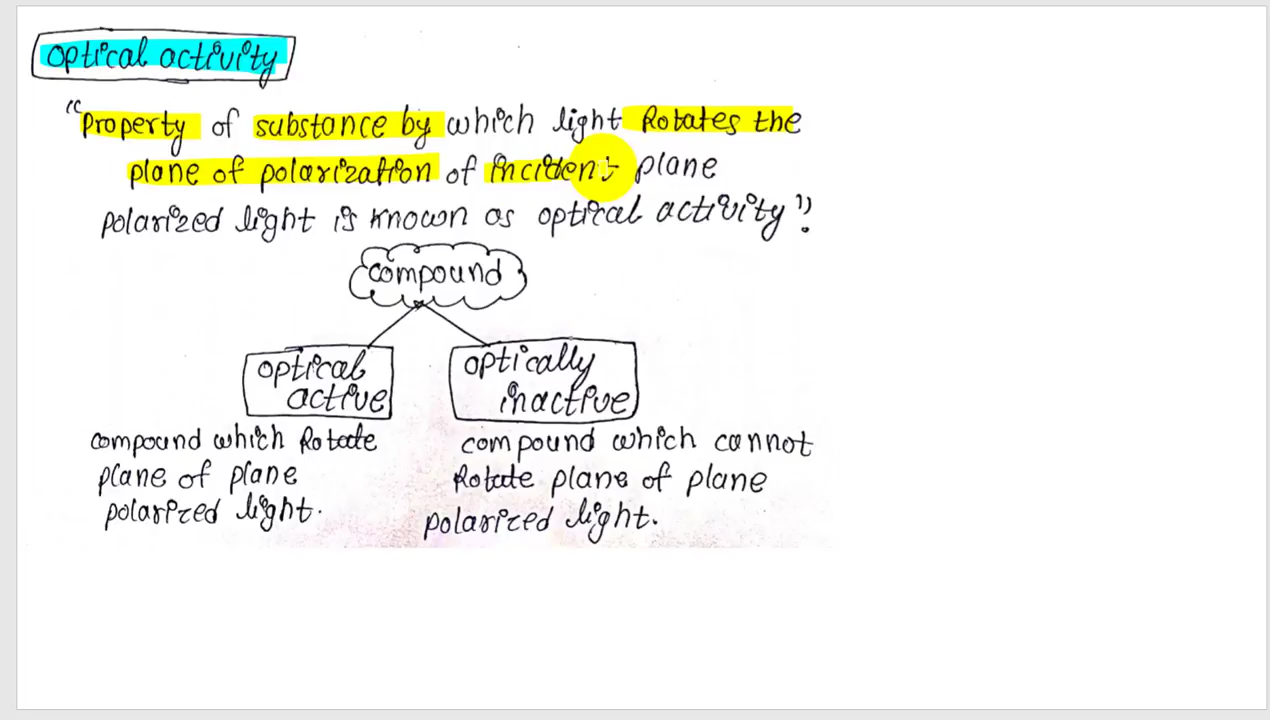 optical activity
"Property of substance by which light Rotates the
plane of polarization of incident plane
polarized light is known as optical activity".
compound
optical
active
optically
inactive
compound which Rotate
plane of plane
polarized light.
compound which cannot
Rotate plane of plane
polarized light.